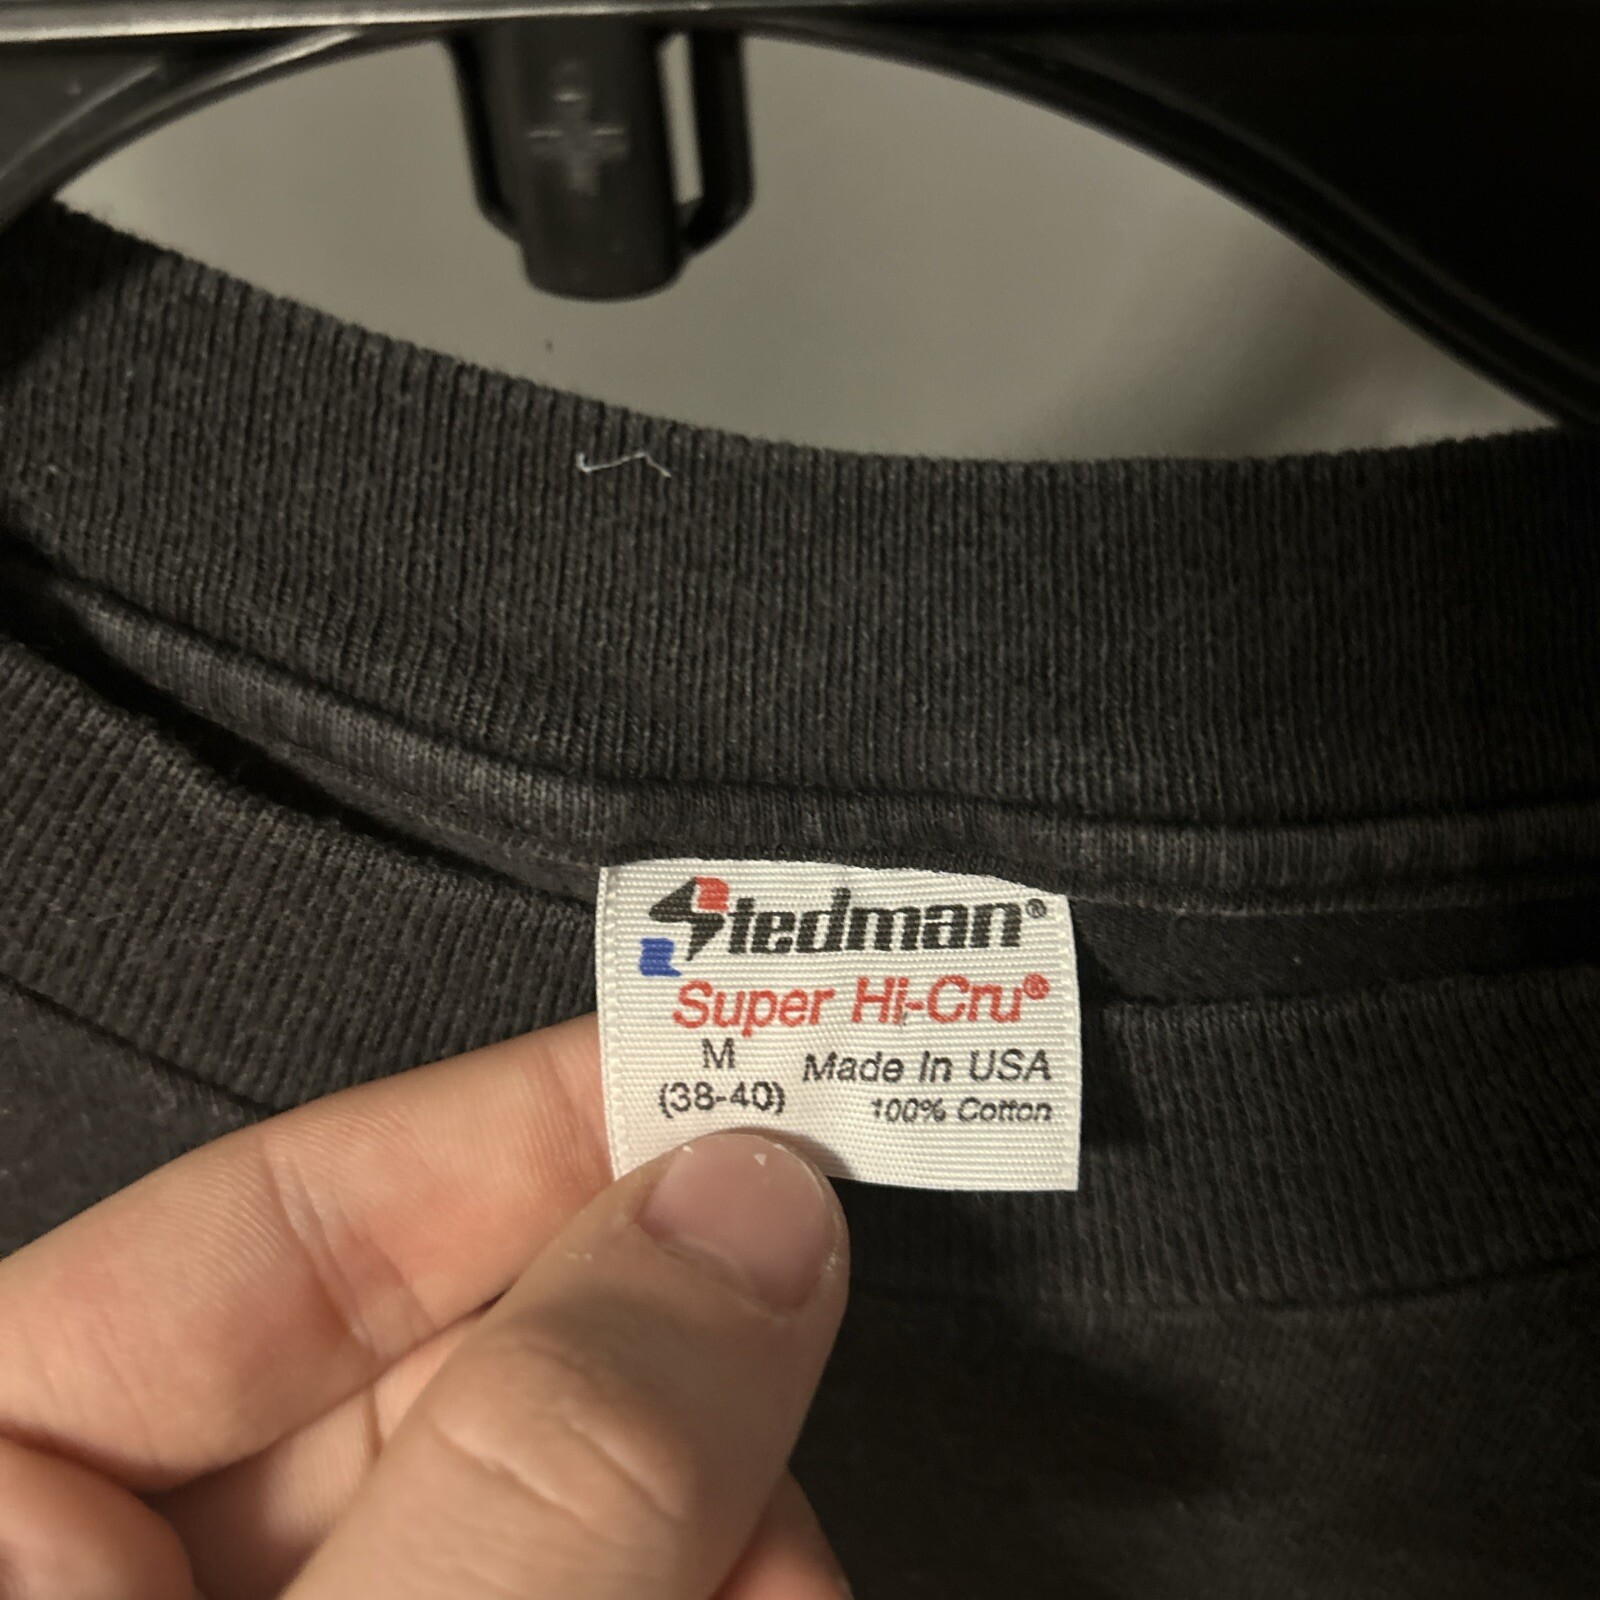 Stedman®
Super Hi-Cru®
M
(38-40)
Made In USA
100% Cotton